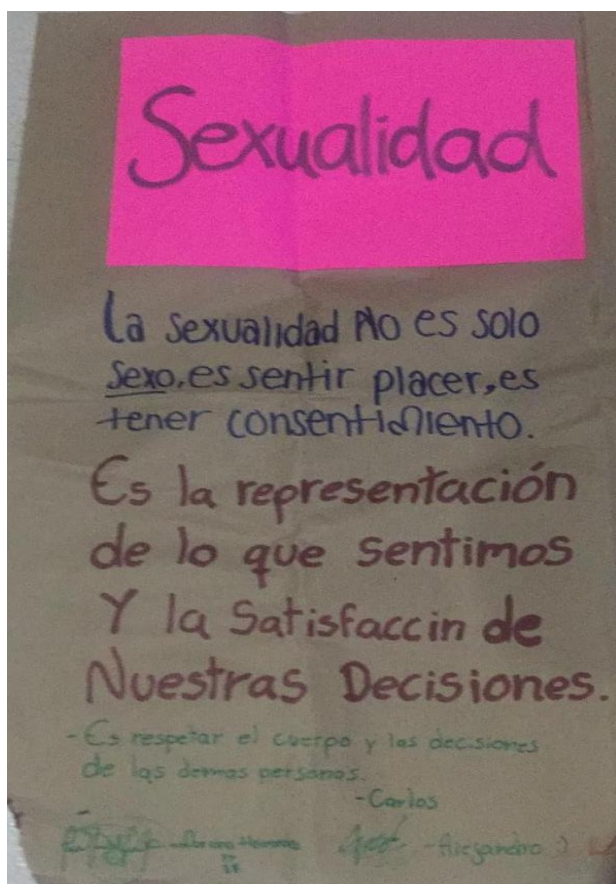 Sexualidad
La sexualidad No es solo
sexo, es sentir placer, es
tener consentimiento.
Es la representación
de lo que sentimos
Y la Satisfaccin de
Nuestras Decisiones.
-Es respetar el cuerpo y las decisiones
de las demas personas.
-Carlos
-Alejandro